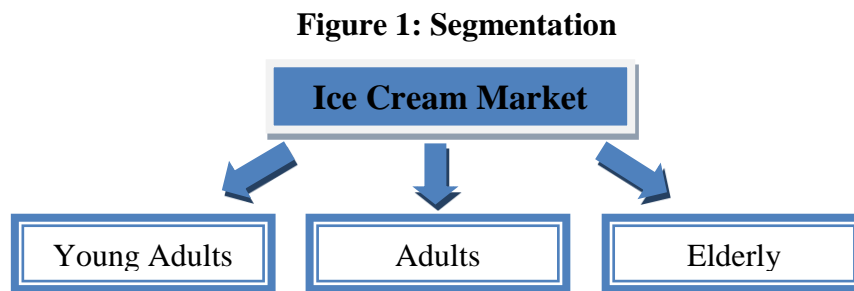 Figure 1: Segmentation
Ice Cream Market
Young Adults
Adults
Elderly